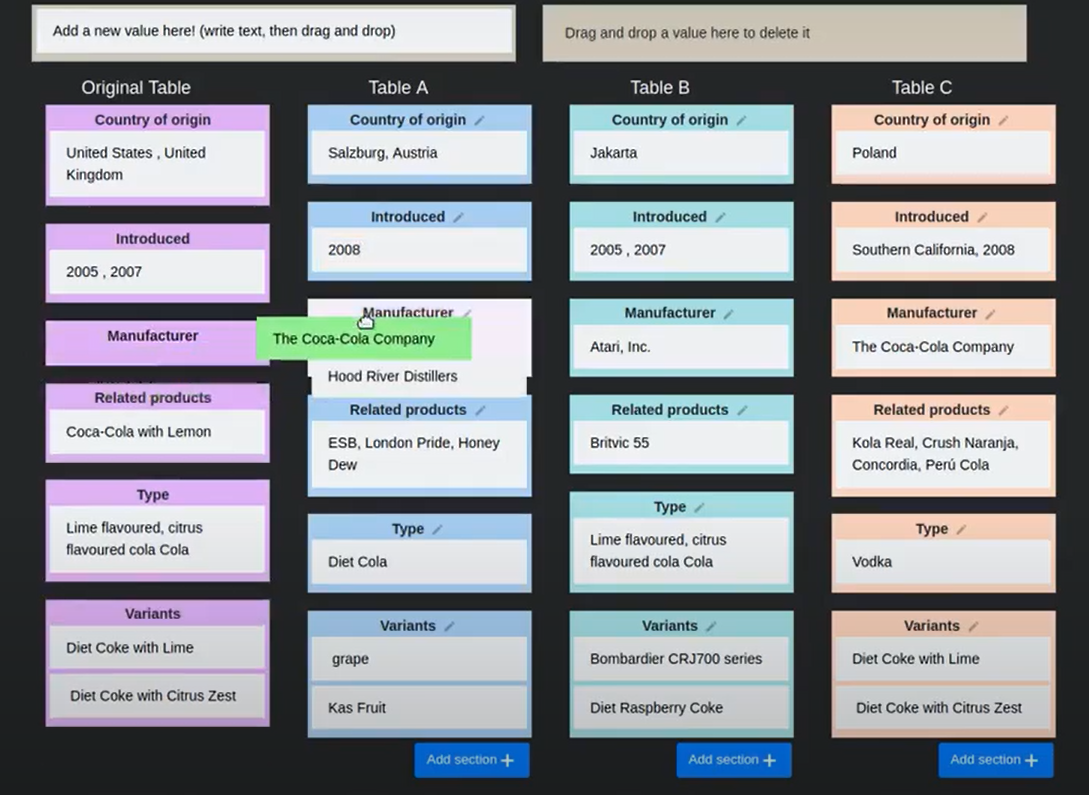 Add a new value here! (write text, then drag and drop)
Drag and drop a value here to delete it
Original Table
Country of origin
United States , United
Kingdom
Introduced
2005 , 2007
Manufacturer
Related products
Coca-Cola with Lemon
Type
Lime flavoured, citrus
flavoured cola Cola
Variants
Diet Coke with Lime
Diet Coke with Citrus Zest
Table A
Country of origin
Salzburg, Austria
Introduced
2008
Manufacturer
The Coca-Cola Company
Hood River Distillers
Related products
ESB, London Pride, Honey
Dew
Type
Diet Cola
Variants
grape
Kas Fruit
Add section +
Table B
Country of origin
Jakarta
Introduced
2005 , 2007
Manufacturer
Atari, Inc.
Related products
Britvic 55
Type
Lime flavoured, citrus
flavoured cola Cola
Variants
Bombardier CRJ700 series
Diet Raspberry Coke
Add section +
Table C
Country of origin
Poland
Introduced
Southern California, 2008
Manufacturer
The Coca-Cola Company
Related products
Kola Real, Crush Naranja,
Concordia, Perú Cola
Type
Vodka
Variants
Diet Coke with Lime
Diet Coke with Citrus Zest
Add section +